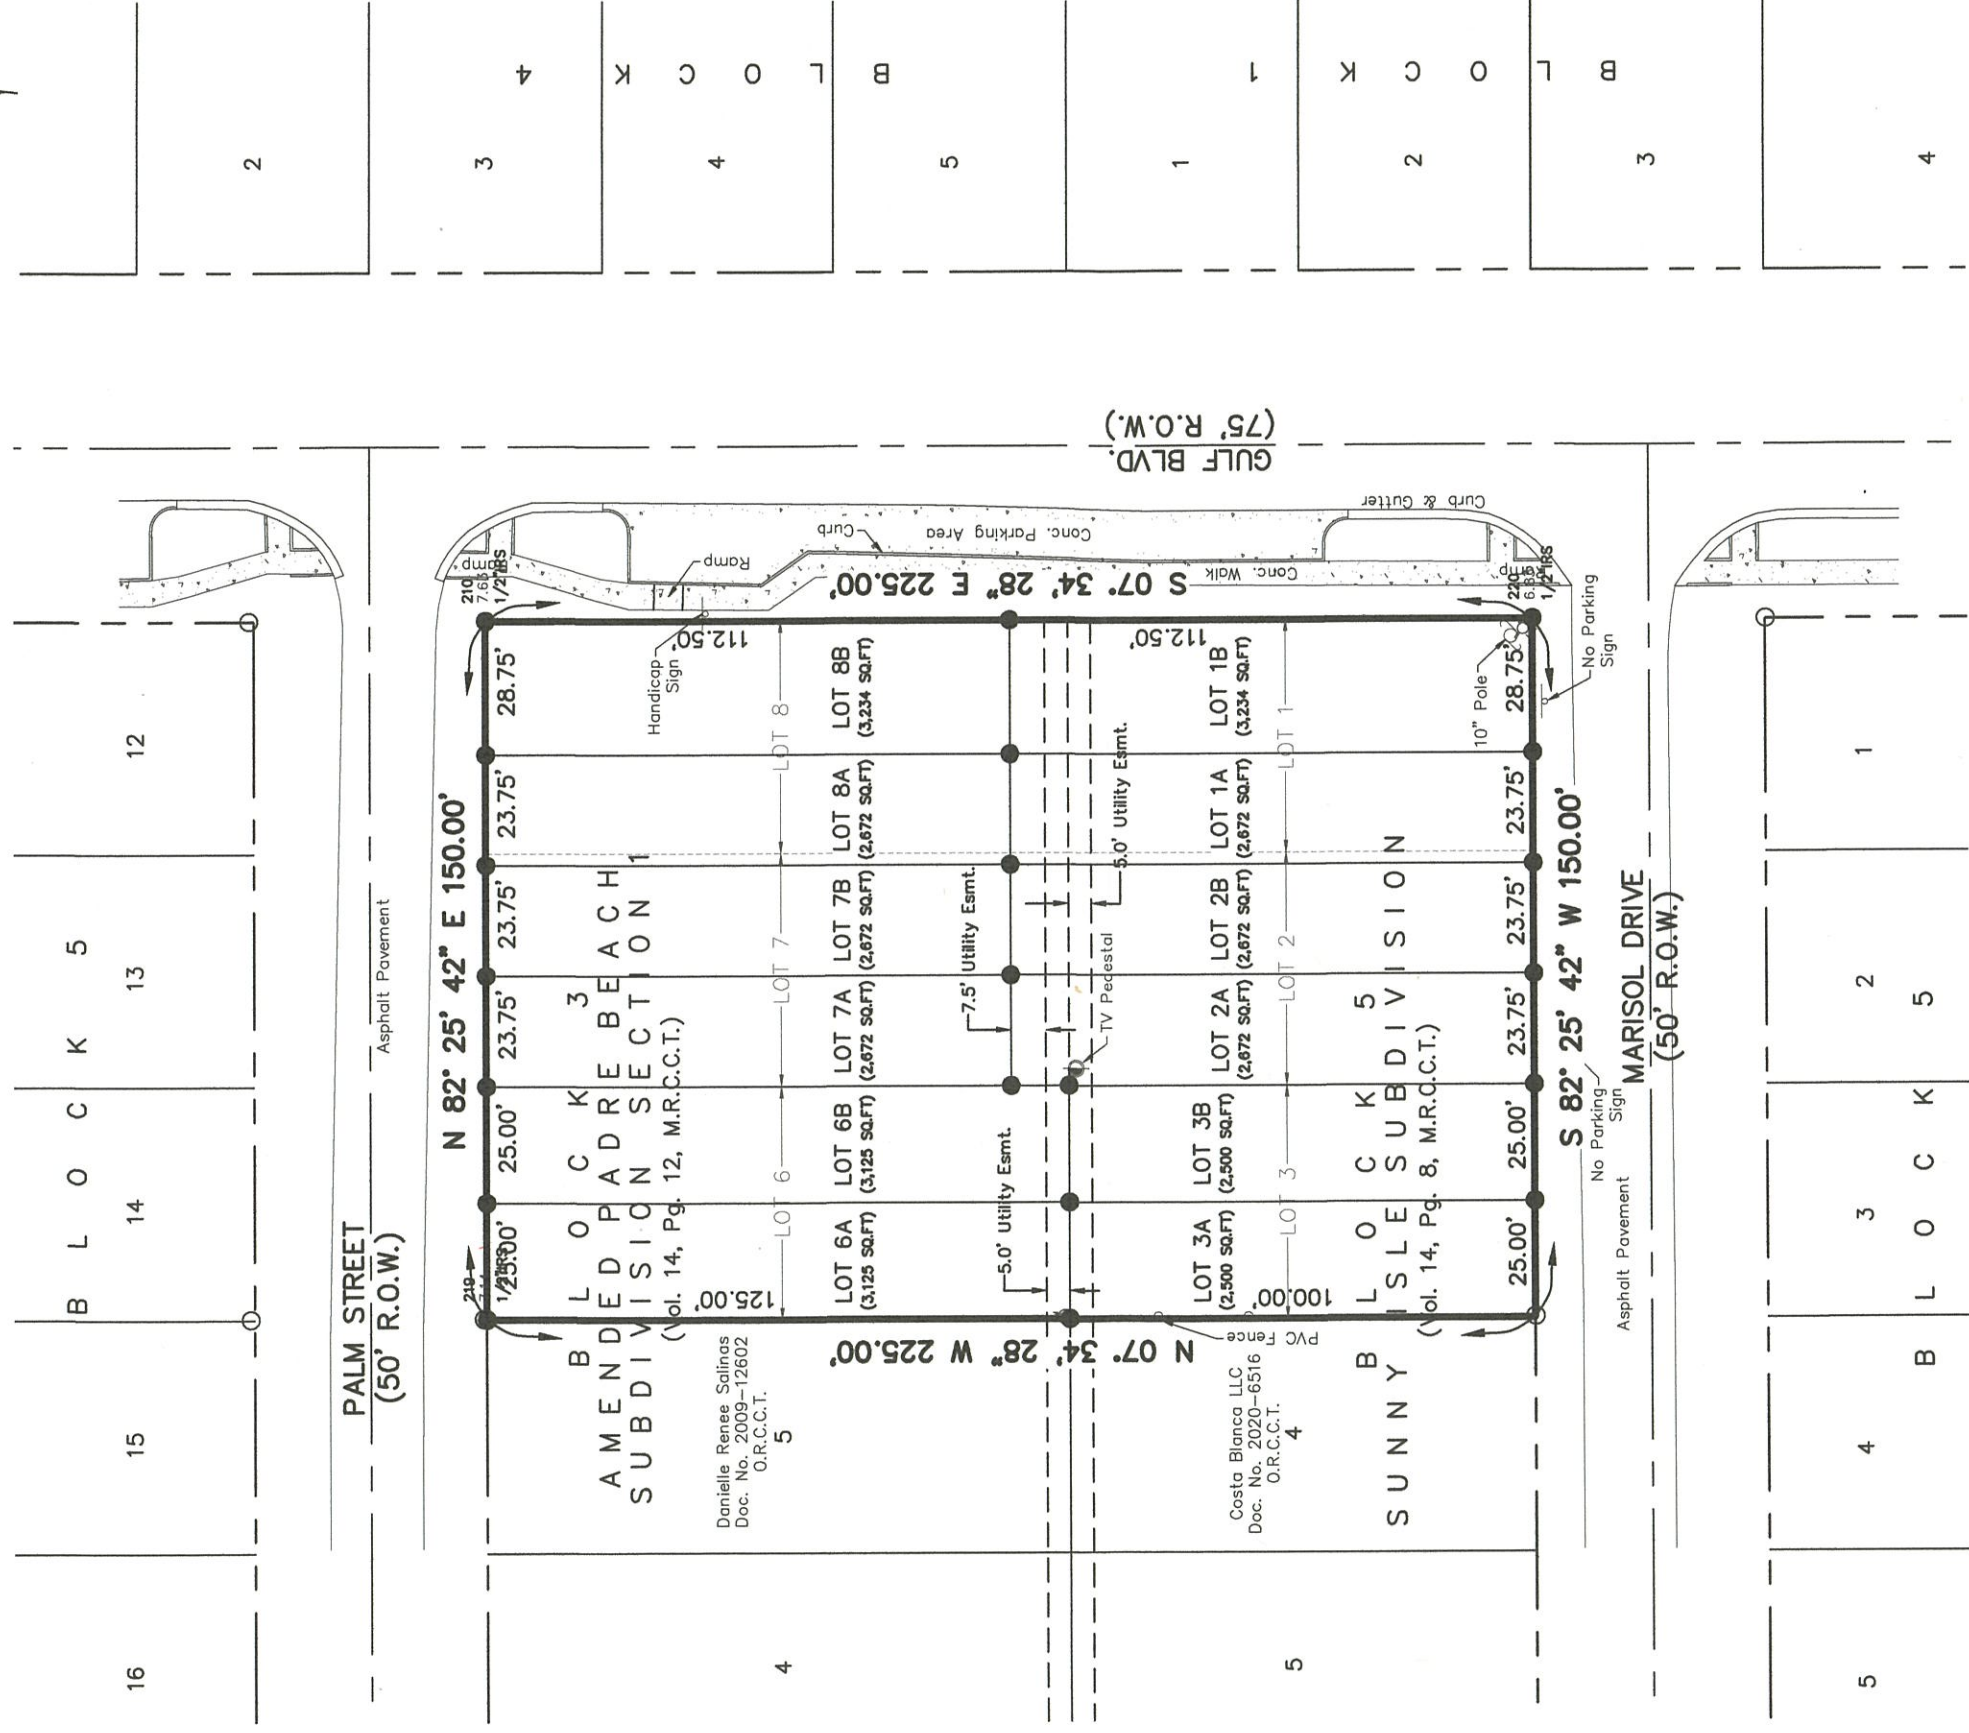 PALM STREET
(50' R.O.W.)
Asphalt Pavement
N 82° 25' 42" E 150.00'
B L O C K 5
16
15
14
13
12
2
3
4
5
1
2
3
4
B L O C K 4
B L O C K 1
GULF BLVD.
(75' R.O.W.)
Curb & Gutter
Conc. Parking Area
Curb
Ramp
Conc. Walk
S 07° 34' 28" E 225.00'
Handicap
Sign
210
1/2"IRS
219
25.00'
25.00'
23.75'
23.75'
23.75'
28.75'
112.50'
112.50'
B L O C K 3
AMENDED PADRE BEACH
SUBDIVISION SECTION 1
(Vol. 14, Pg. 12, M.R.C.C.T.)
LOT 6
LOT 7
LOT 8
LOT 6A
(3,125 SQ.FT)
LOT 6B
(3,125 SQ.FT)
LOT 7A
(2,672 SQ.FT)
LOT 7B
(2,672 SQ.FT)
LOT 8A
(2,672 SQ.FT)
LOT 8B
(3,234 SQ.FT)
125.00'
Danielle Renee Salinas
Doc. No. 2009-12602
O.R.C.C.T.
5
4
N 07° 34' 28" W 225.00'
5.0' Utility Esmt.
7.5' Utility Esmt.
5.0' Utility Esmt.
TV Pedestal
LOT 3A
(2,500 SQ.FT)
LOT 3B
(2,500 SQ.FT)
LOT 2A
(2,672 SQ.FT)
LOT 2B
(2,672 SQ.FT)
LOT 1A
(2,672 SQ.FT)
LOT 1B
(3,234 SQ.FT)
LOT 3
LOT 2
LOT 1
100.00'
PVC Fence
Costa Blanca LLC
Doc. No. 2020-6516
O.R.C.C.T.
4
5
B L O C K 5
SUNNY ISLE SUBDIVISION
(Vol. 14, Pg. 8, M.R.C.C.T.)
10" Pole
25.00'
25.00'
23.75'
23.75'
23.75'
28.75'
220
1/2"IRS
No Parking
Sign
S 82° 25' 42" W 150.00'
No Parking
Sign
Asphalt Pavement
MARISOL DRIVE
(50' R.O.W.)
5
4
3
2
1
B L O C K 5